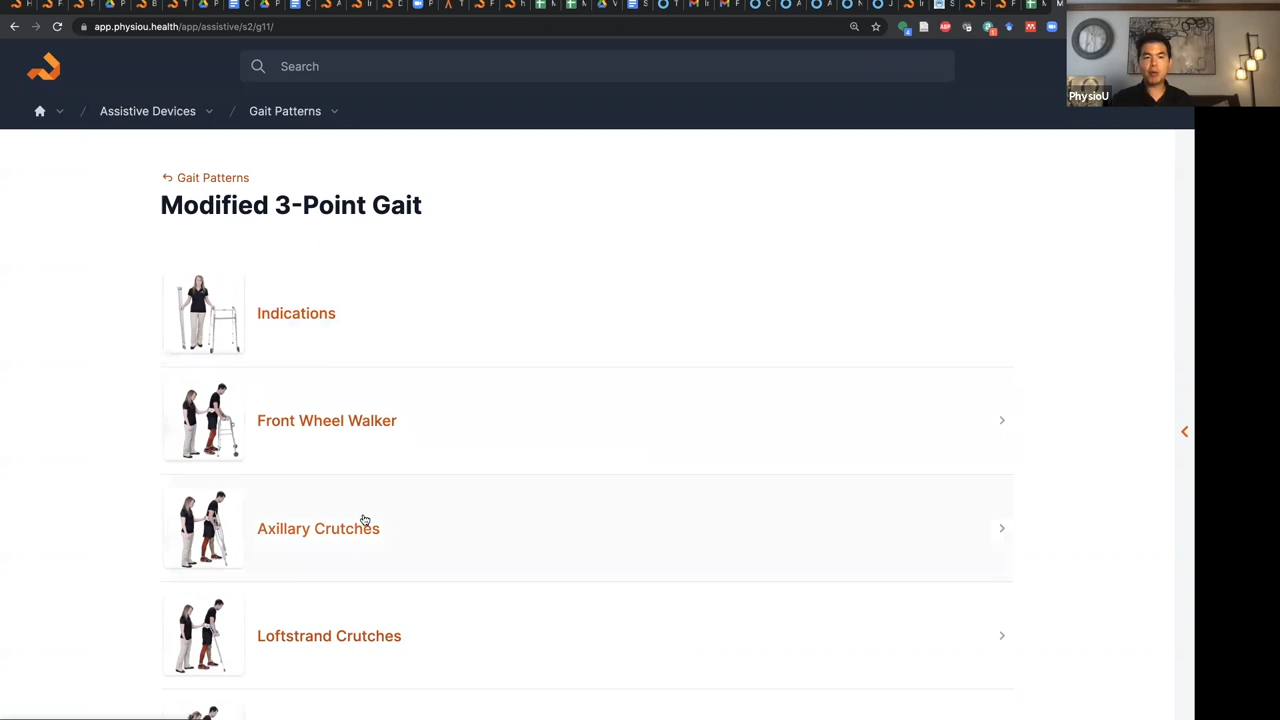 app.physiou.health/app/assistive/s2/g11/
Search
PhysioU
/ Assistive Devices / Gait Patterns
Gait Patterns
Modified 3-Point Gait
Indications
Front Wheel Walker
Axillary Crutches
Loftstrand Crutches